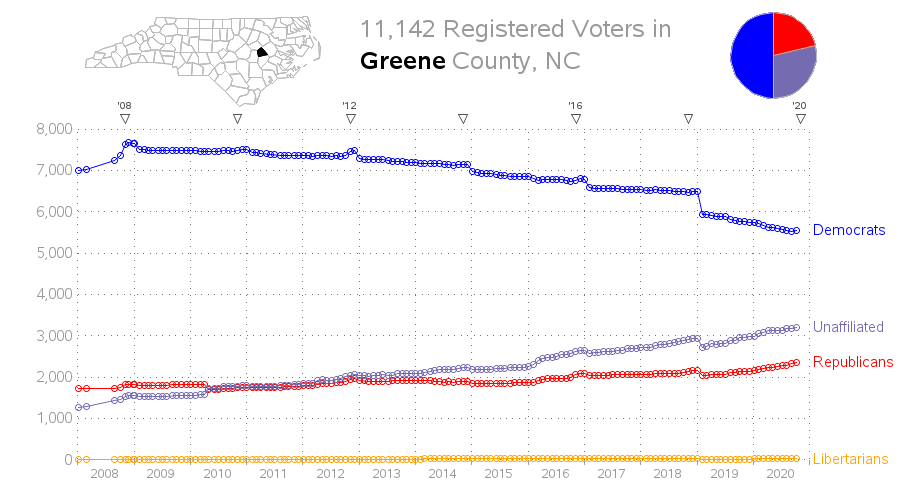 11,142 Registered Voters in
Greene County, NC
'08 '12 '16 '20
8,000
7,000
6,000
5,000
4,000
3,000
2,000
1,000
0
Democrats
Unaffiliated
Republicans
Libertarians
2008 2009 2010 2011 2012 2013 2014 2015 2016 2017 2018 2019 2020